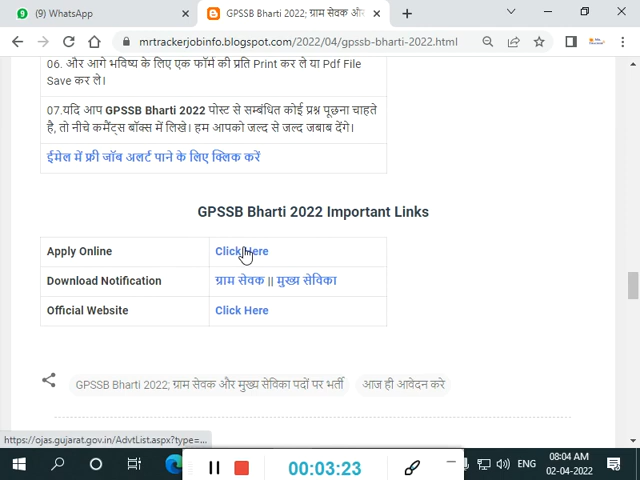 (9) WhatsApp
GPSSB Bharti 2022; ग्राम सेवक और
mrtrackerjobinfo.blogspot.com/2022/04/gpssb-bharti-2022.html
06. और आगे भविष्य के लिए एक फॉर्म की प्रति Print कर ले या Pdf File
Save कर ले।
07.यदि आप GPSSB Bharti 2022 पोस्ट से सम्बंधित कोई प्रश्न पूछना चाहते
है, तो नीचे कमैंट्स बॉक्स में लिखे। हम आपको जल्द से जल्द जबाब देंगे।
ईमेल में फ्री जॉब अलर्ट पाने के लिए क्लिक करें
GPSSB Bharti 2022 Important Links
Apply Online Click Here
Download Notification ग्राम सेवक || मुख्य सेविका
Official Website Click Here
GPSSB Bharti 2022; ग्राम सेवक और मुख्य सेविका पदों पर भर्ती आज ही आवेदन करे
https://ojas.gujarat.gov.in/AdvtList.aspx?type=...
00:03:23
ENG
08:04 AM
02-04-2022